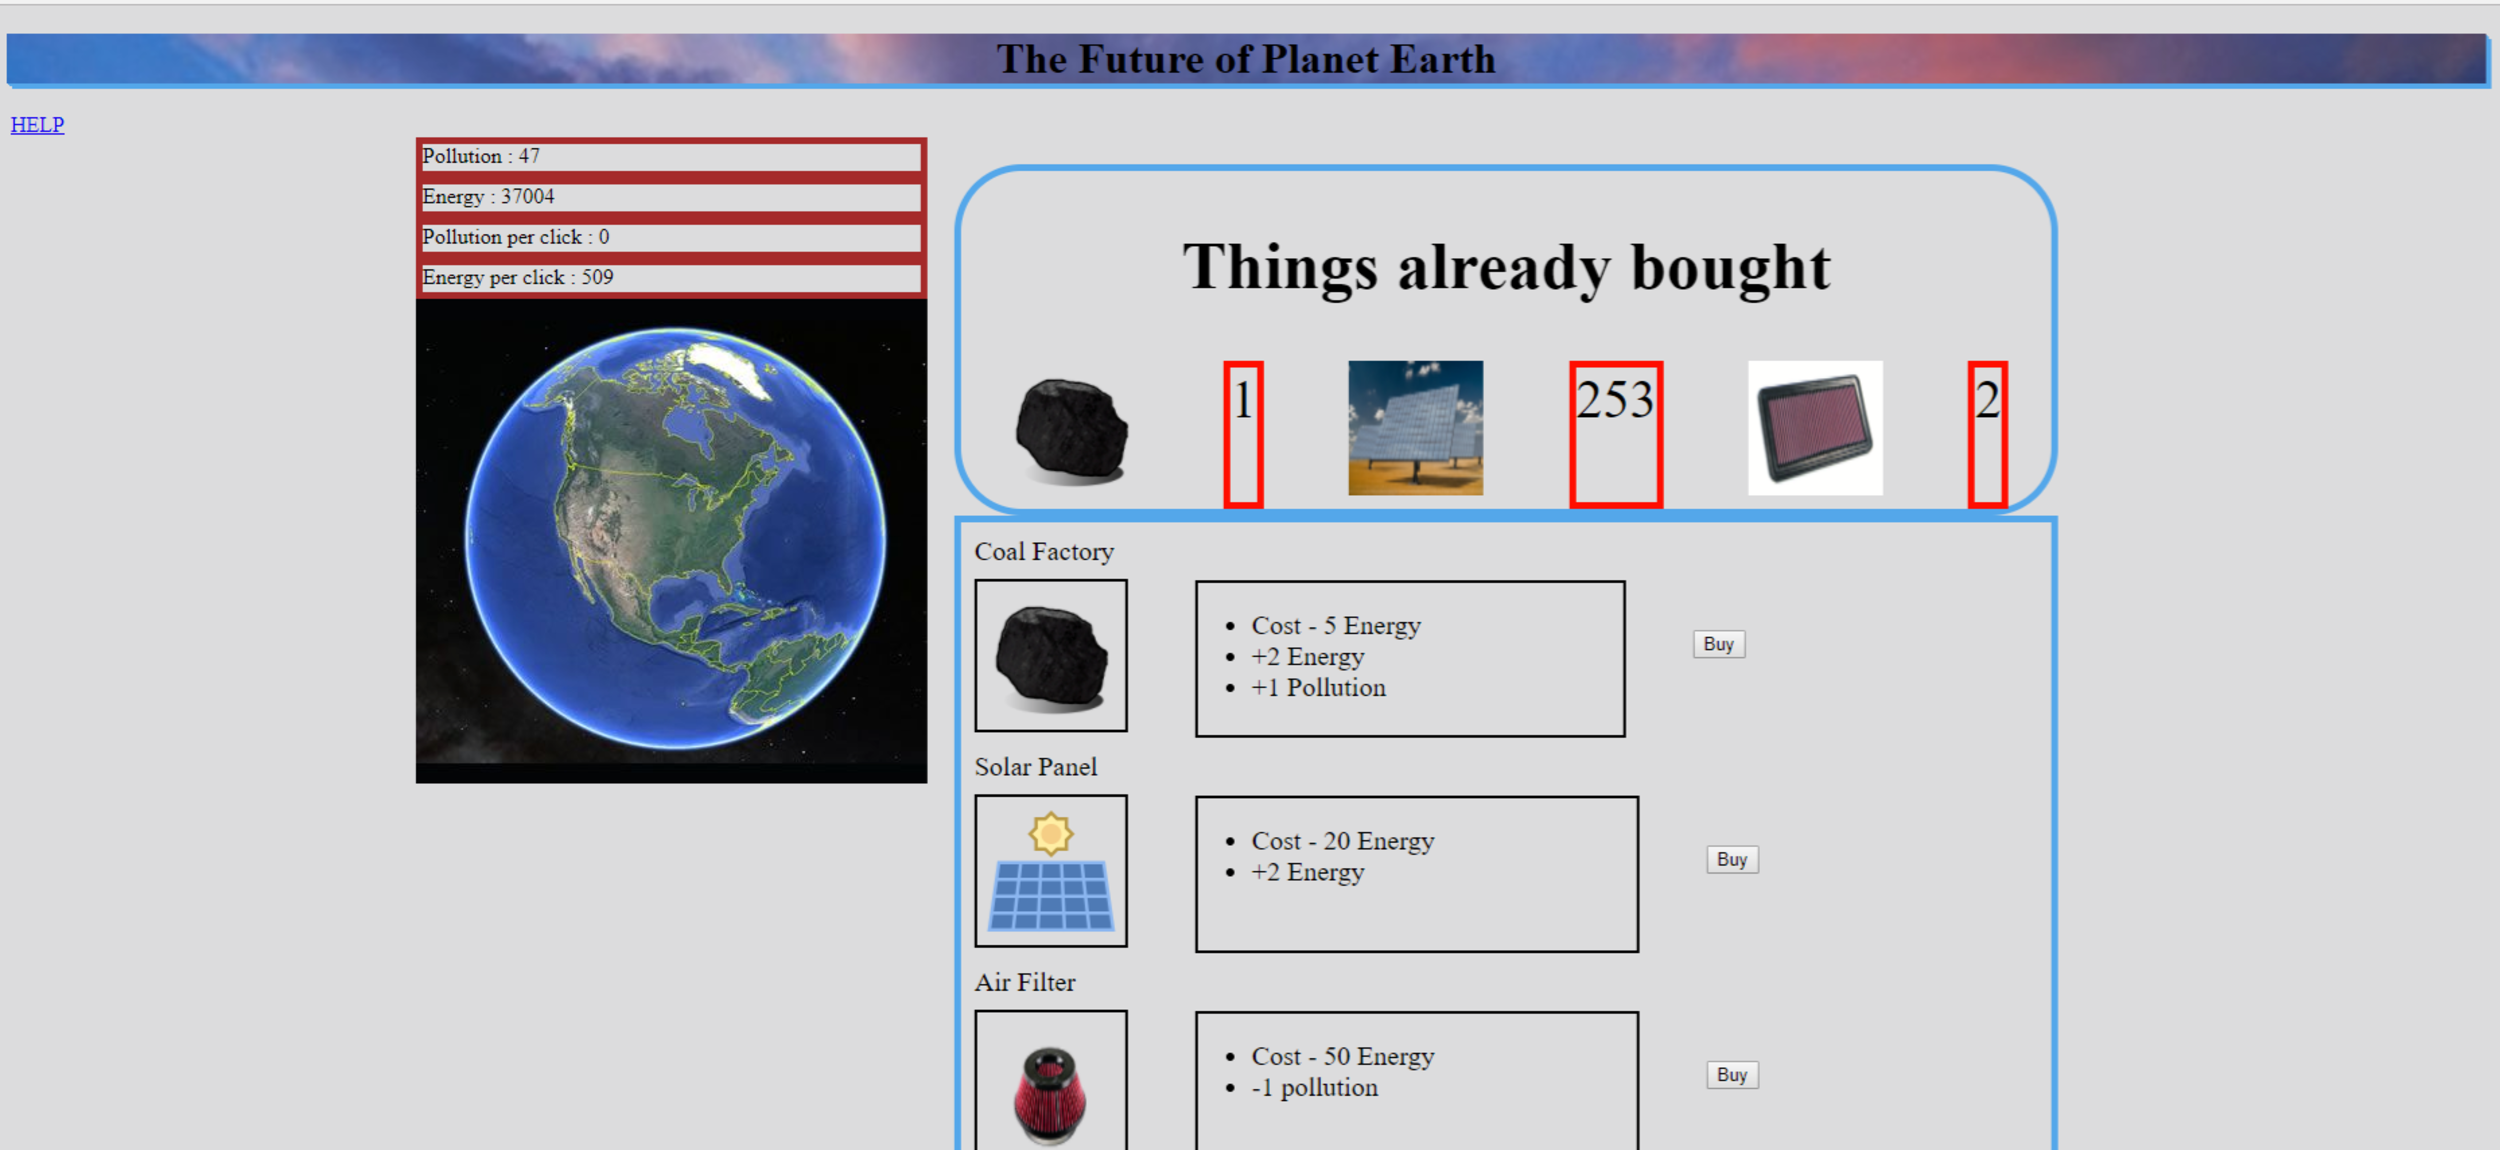 The Future of Planet Earth
HELP
Pollution : 47
Energy : 37004
Pollution per click : 0
Energy per click : 509
Things already bought
1
253
2
Coal Factory
Cost - 5 Energy
+2 Energy
+1 Pollution
Buy
Solar Panel
Cost - 20 Energy
+2 Energy
Buy
Air Filter
Cost - 50 Energy
-1 pollution
Buy